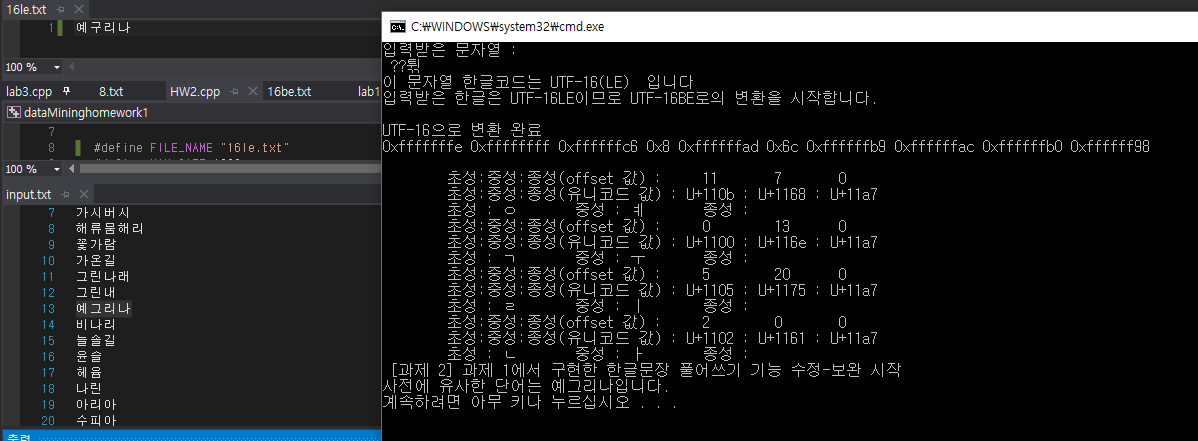 16le.txt
1 예구리나
100 %
lab3.cpp 8.txt HW2.cpp 16be.txt lab1
dataMininghomework1
7
8 #define FILE_NAME "16le.txt"
100 %
input.txt
7 가시버시
8 해류뭄해리
9 꽃가람
10 가온길
11 그린나래
12 그린내
13 예그리나
14 비나리
15 늘솔길
16 윤슬
17 혜윰
18 나린
19 아리아
20 수피아
출력
C:₩WINDOWS₩system32₩cmd.exe
입력받은 문자열 :
이 문자열 한글코드는 UTF-16(LE) 입니다
입력받은 한글은 UTF-16LE이므로 UTF-16BE로의 변환을 시작합니다.
UTF-16으로 변환 완료
0xfffffffe 0xffffffff 0xffffffc6 0x8 0xffffffad 0x6c 0xffffffb9 0xffffffac 0xffffffb0 0xffffff98
초성:중성:종성(offset 값) : 11 7 0
초성:중성:종성(유니코드 값) : U+110b : U+1168 : U+11a7
초성 : ㅇ 중성 : ㅖ 종성 :
초성:중성:종성(offset 값) : 0 13 0
초성:중성:종성(유니코드 값) : U+1100 : U+116e : U+11a7
초성 : ㄱ 중성 : ㅜ 종성 :
초성:중성:종성(offset 값) : 5 20 0
초성:중성:종성(유니코드 값) : U+1105 : U+1175 : U+11a7
초성 : ㄹ 중성 : ㅣ 종성 :
초성:중성:종성(offset 값) : 2 0 0
초성:중성:종성(유니코드 값) : U+1102 : U+1161 : U+11a7
초성 : ㄴ 중성 : ㅏ 종성 :
[과제 2] 과제 1에서 구현한 한글문장 풀어쓰기 기능 수정-보완 시작
사전에 유사한 단어는 예그리나입니다.
계속하려면 아무 키나 누르십시오 . . .